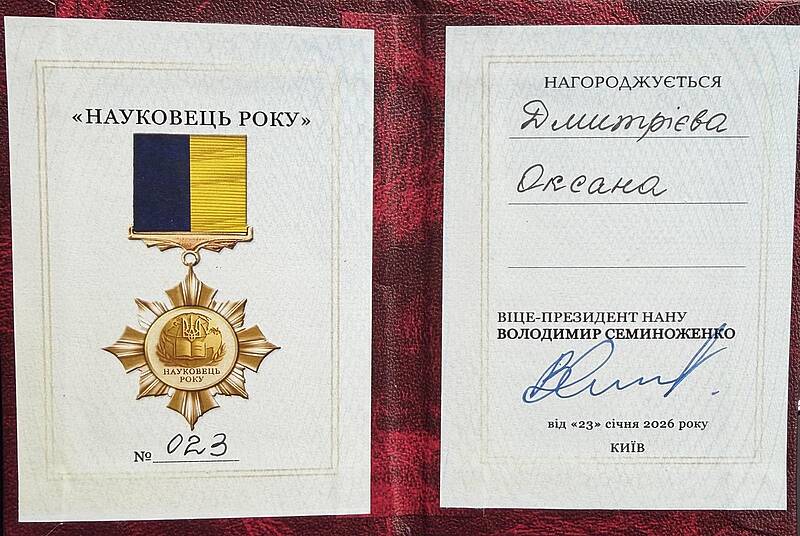 «НАУКОВЕЦЬ РОКУ»
НАУКОВЕЦЬ
РОКУ
№ 023
НАГОРОДЖУЄТЬСЯ
Дмитрієва
Оксана
ВІЦЕ-ПРЕЗИДЕНТ НАНУ
ВОЛОДИМИР СЕМИНОЖЕНКО
від «23» січня 2026 року
КИЇВ